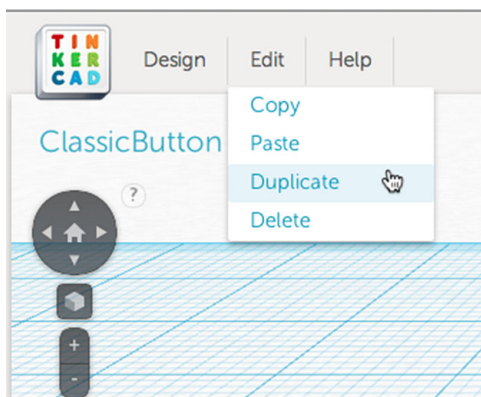 TIN
KER
CAD
Design Edit Help
Copy
ClassicButton
Paste
Duplicate
Delete
?
+
-